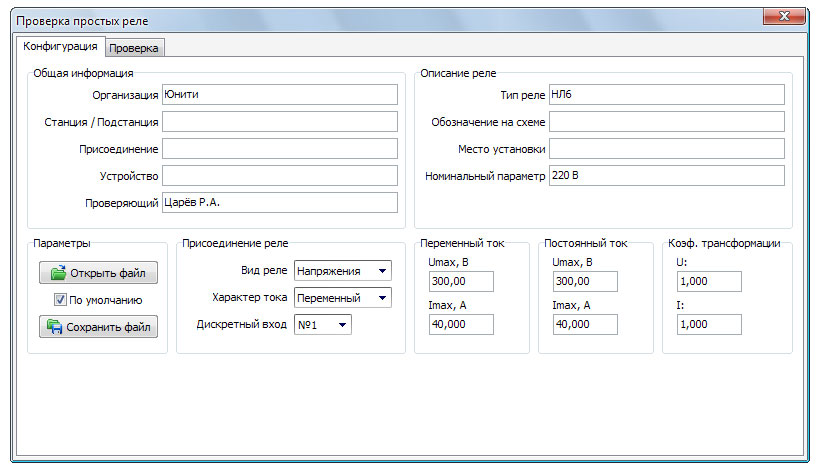 Проверка простых реле
Конфигурация
Проверка
Общая информация
Организация Юнити
Станция / Подстанция
Присоединение
Устройство
Проверяющий Царёв Р.А.
Описание реле
Тип реле НЛ6
Обозначение на схеме
Место установки
Номинальный параметр 220 В
Параметры
Открыть файл
По умолчанию
Сохранить файл
Присоединение реле
Вид реле Напряжения
Характер тока Переменный
Дискретный вход №1
Переменный ток
Umax, В
300,00
Imax, А
40,000
Постоянный ток
Umax, В
300,00
Imax, А
40,000
Коэф. трансформации
U:
1,000
I:
1,000